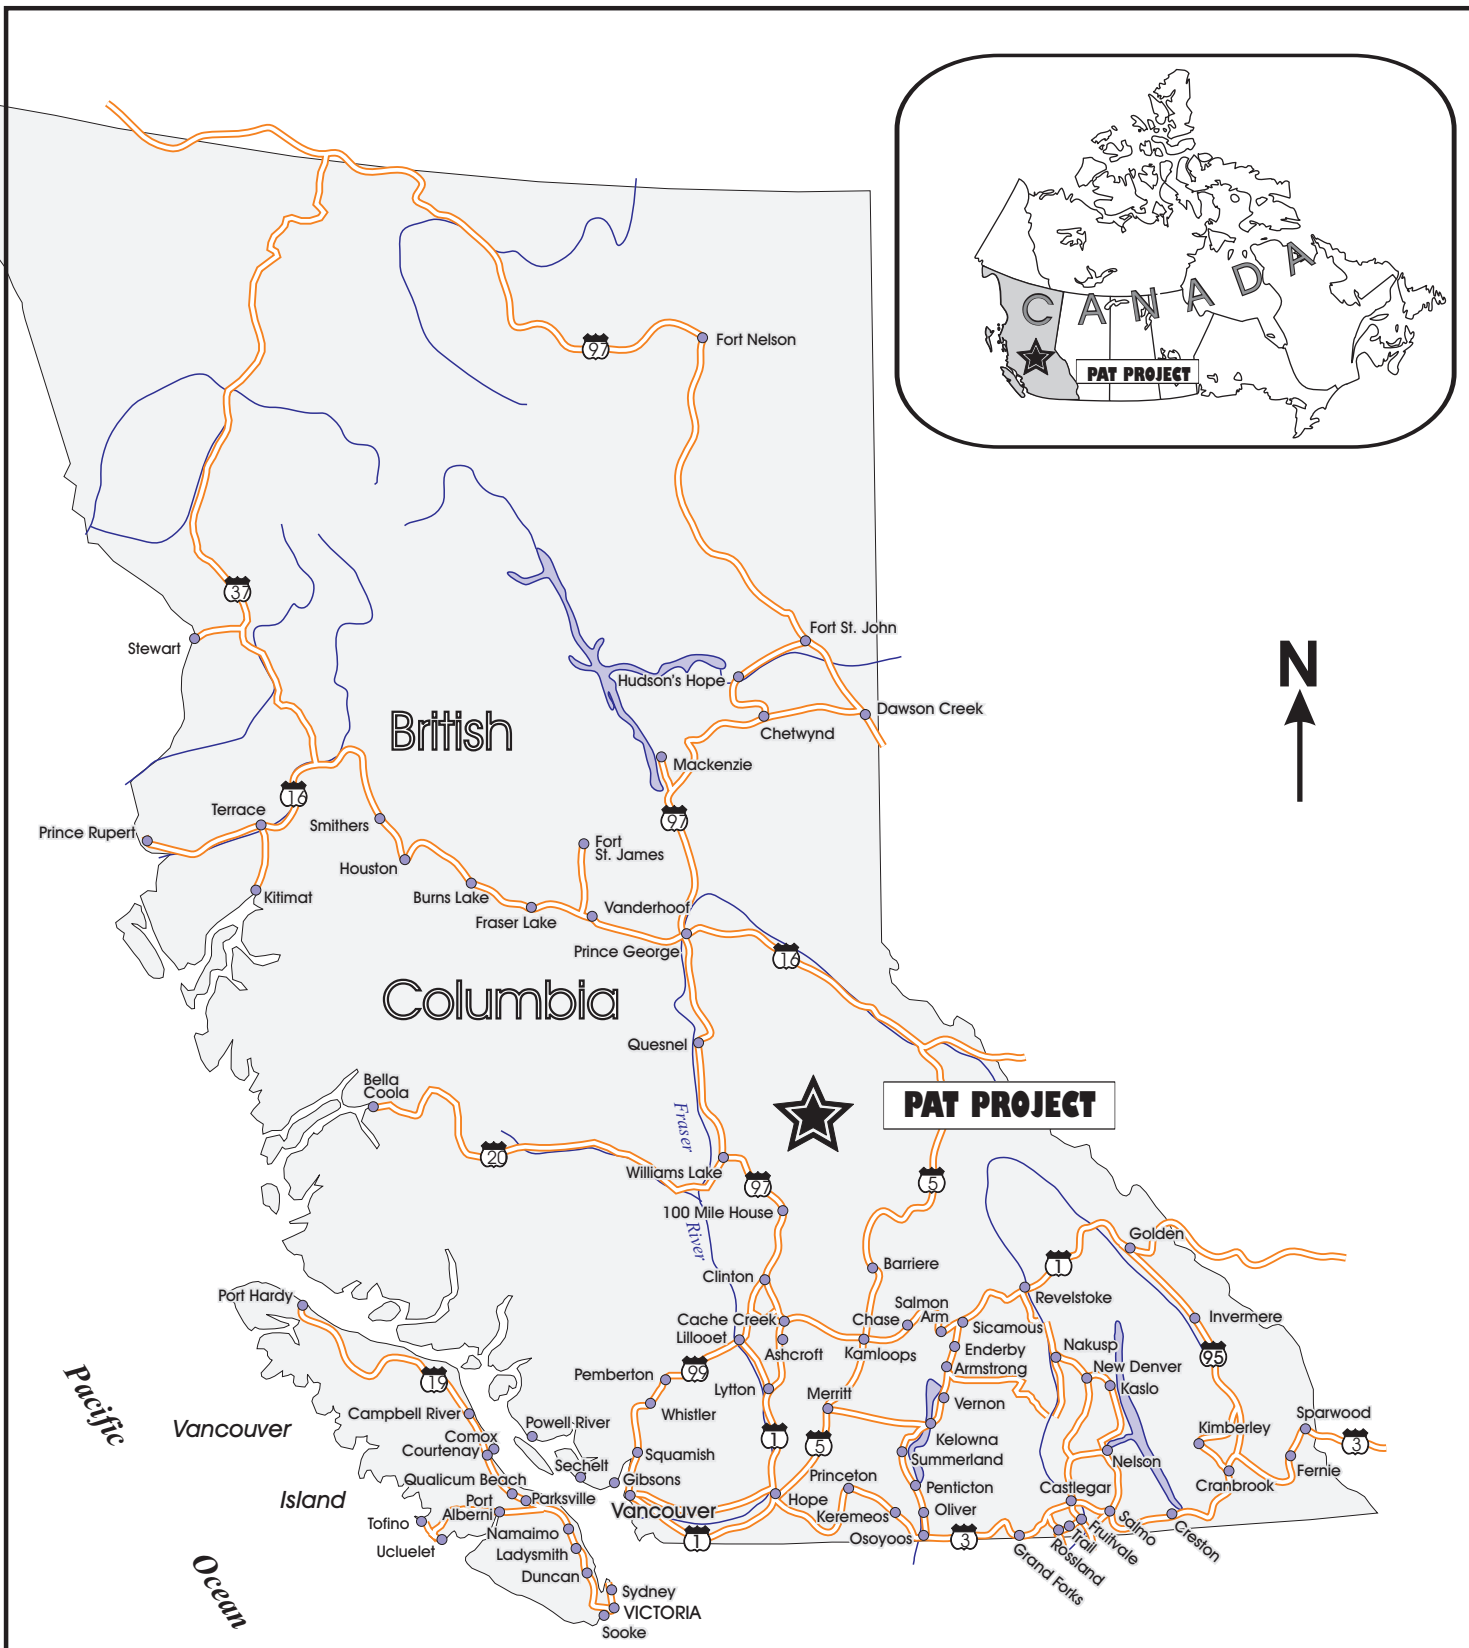 CANADA
PAT PROJECT
97
Fort Nelson
37
Stewart
Fort St. John
Hudson's Hope
Dawson Creek
Chetwynd
N
British
Mackenzie
16
97
Terrace
Prince Rupert
Smithers
Fort
St. James
Houston
Kitimat
Burns Lake
Fraser Lake
Vanderhoof
Prince George
16
Columbia
Quesnel
Bella
Coola
PAT PROJECT
Fraser
River
20
Williams Lake
97
5
100 Mile House
Golden
Barriere
1
Clinton
Port Hardy
Revelstoke
Salmon
Arm
Chase
Cache Creek
Invermere
Lillooet
Sicamous
Ashcroft
Kamloops
Enderby
Nakusp
95
Armstrong
New Denver
99
Pemberton
19
Lytton
Kaslo
Merritt
Vernon
Whistler
Pacific
Vancouver
Campbell River
Powell River
Sparwood
Kimberley
Comox
Courtenay
1
5
Kelowna
3
Squamish
Summerland
Nelson
Sechelt
Fernie
Qualicum Beach
Gibsons
Princeton
Penticton
Castlegar
Cranbrook
Island
Port
Alberni
Parksville
Vancouver
Hope
Keremeos
Oliver
Tofino
Namaimo
1
Osoyoos
3
Salmo
Creston
Fruitvale
Trail
Rossland
Grand Forks
Ucluelet
Ladysmith
Duncan
Ocean
Sydney
VICTORIA
Sooke